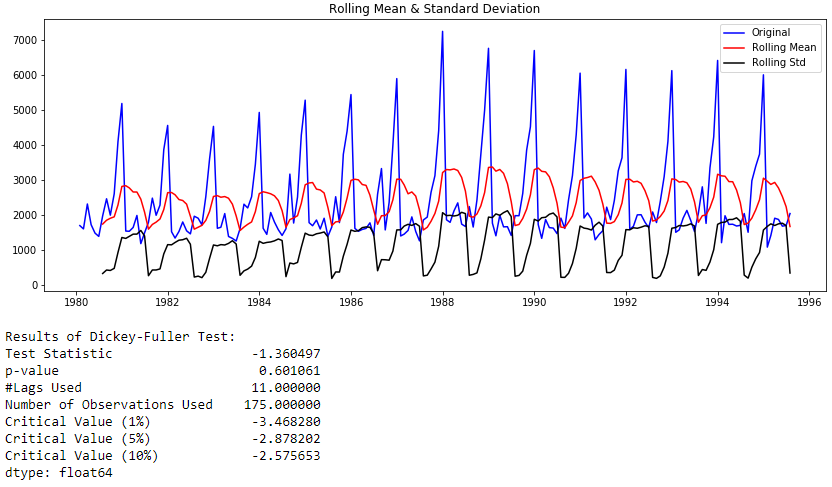 Rolling Mean & Standard Deviation
Original
Rolling Mean
Rolling Std
7000
6000
5000
4000
3000
2000
1000
0
1980 1982 1984 1986 1988 1990 1992 1994 1996
Results of Dickey-Fuller Test:
Test Statistic -1.360497
p-value 0.601061
#Lags Used 11.000000
Number of Observations Used 175.000000
Critical Value (1%) -3.468280
Critical Value (5%) -2.878202
Critical Value (10%) -2.575653
dtype: float64